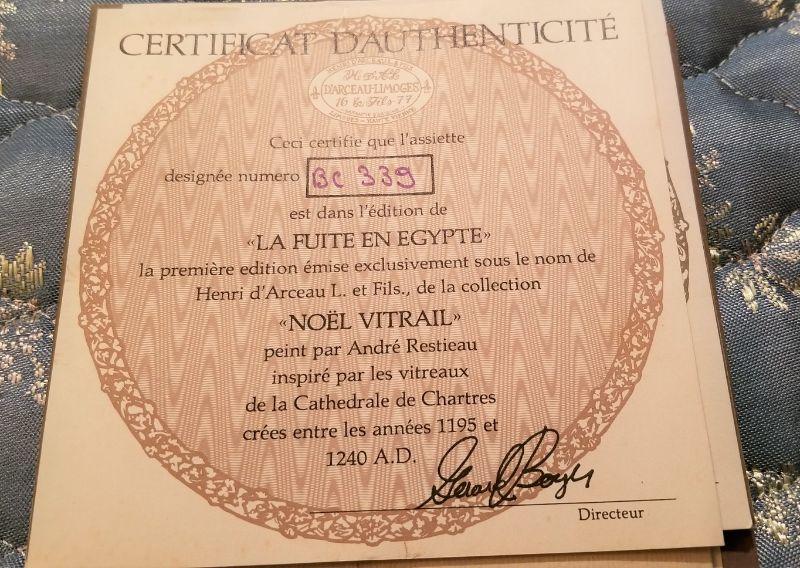 CERTIFICAT D'AUTHENTICITÉ
D'ARCEAU-LIMOGES
16 & Fils 77
Ceci certifie que l'assiette
designée numero BC 339
est dans l'édition de
«LA FUITE EN EGYPTE»
la première edition émise exclusivement sous le nom de
Henri d'Arceau L. et Fils., de la collection
«NOËL VITRAIL»
peint par André Restieau
inspiré par les vitreaux
de la Cathedrale de Chartres
crées entre les années 1195 et
1240 A.D.
Directeur